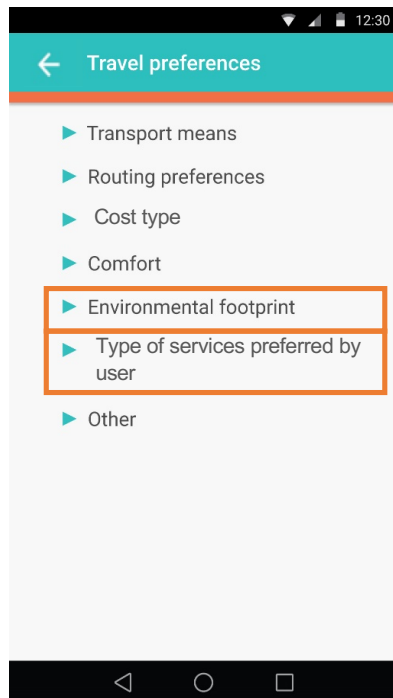 12:30
Travel preferences
Transport means
Routing preferences
Cost type
Comfort
Environmental footprint
Type of services preferred by
user
Other